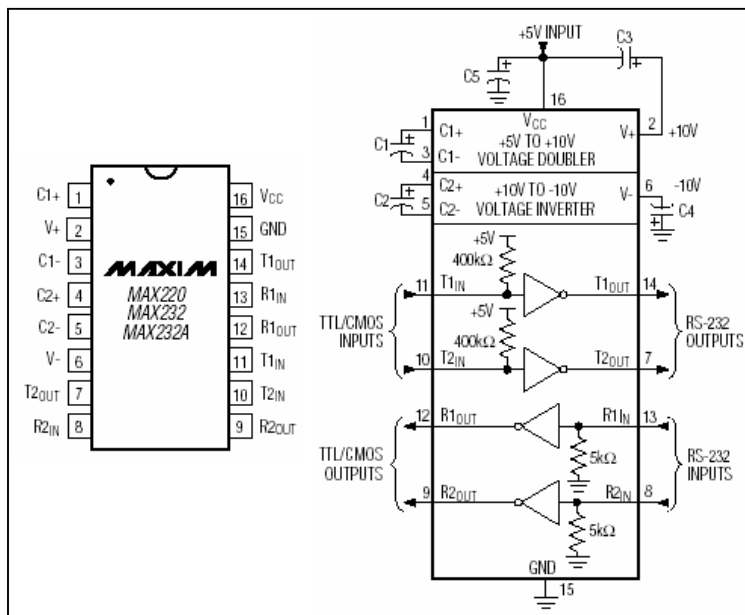 C1+ 1
V+ 2
C1- 3
C2+ 4
C2- 5
V- 6
T2OUT 7
R2IN 8
MAXIM
MAX220
MAX232
MAX232A
16 VCC
15 GND
14 T1OUT
13 R1IN
12 R1OUT
11 T1IN
10 T2IN
9 R2OUT
+5V INPUT
C3
C5
16
1 C1+ VCC 2
C1 +5V TO +10V V+ +10V
3 C1- VOLTAGE DOUBLER
4 C2+ +10V TO -10V 6 -10V
C2 V-
5 C2- VOLTAGE INVERTER C4
+5V
400kΩ
11 T1IN T1OUT 14
+5V
TTL/CMOS
INPUTS
400kΩ
RS-232
OUTPUTS
10 T2IN T2OUT 7
12 R1OUT R1IN 13
TTL/CMOS
OUTPUTS
5kΩ
RS-232
INPUTS
9 R2OUT R2IN 8
5kΩ
GND
15